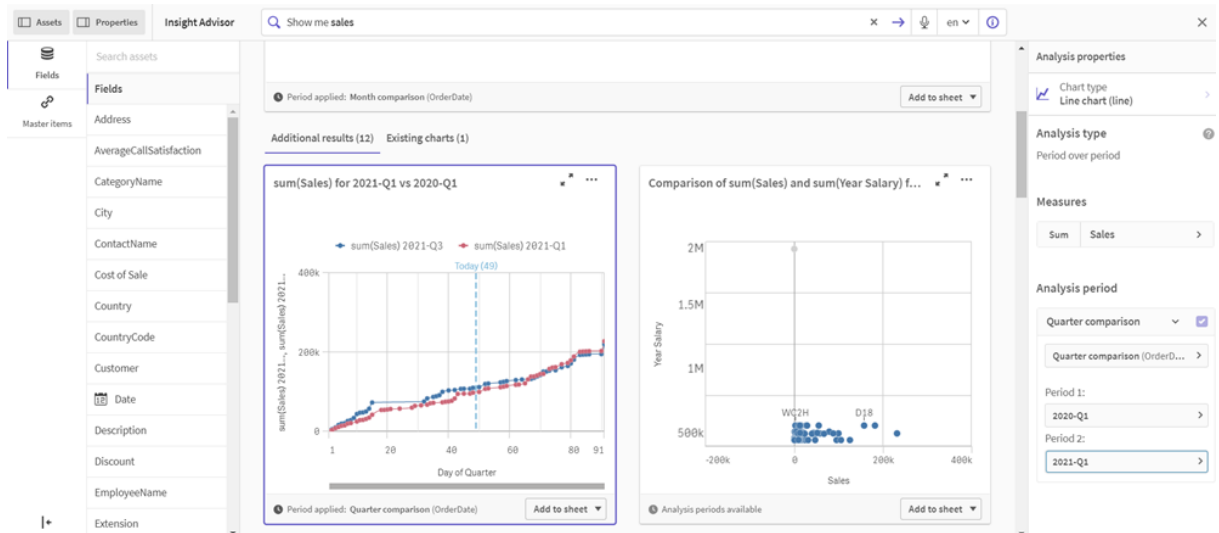 Assets Properties Insight Advisor Show me sales en
Fields
Master items
Search assets
Fields
Address
AverageCallSatisfaction
CategoryName
City
ContactName
Cost of Sale
Country
CountryCode
Customer
Date
Description
Discount
EmployeeName
Extension
Period applied: Month comparison (OrderDate) Add to sheet
Additional results (12) Existing charts (1)
sum(Sales) for 2021-Q1 vs 2020-Q1
sum(Sales) 2021-Q3 sum(Sales) 2021-Q1
Today (49)
sum(Sales) 2021..., sum(Sales) 2021...
400k
200k
0
1 20 40 60 80 91
Day of Quarter
Period applied: Quarter comparison (OrderDate) Add to sheet
Comparison of sum(Sales) and sum(Year Salary) f...
Year Salary
2M
1.5M
1M
500k
WC2H D18
-200k 0 200k 400k
Sales
Analysis periods available Add to sheet
Analysis properties
Chart type
Line chart (line)
Analysis type
Period over period
Measures
Sum Sales
Analysis period
Quarter comparison
Quarter comparison (OrderD...
Period 1:
2020-Q1
Period 2:
2021-Q1